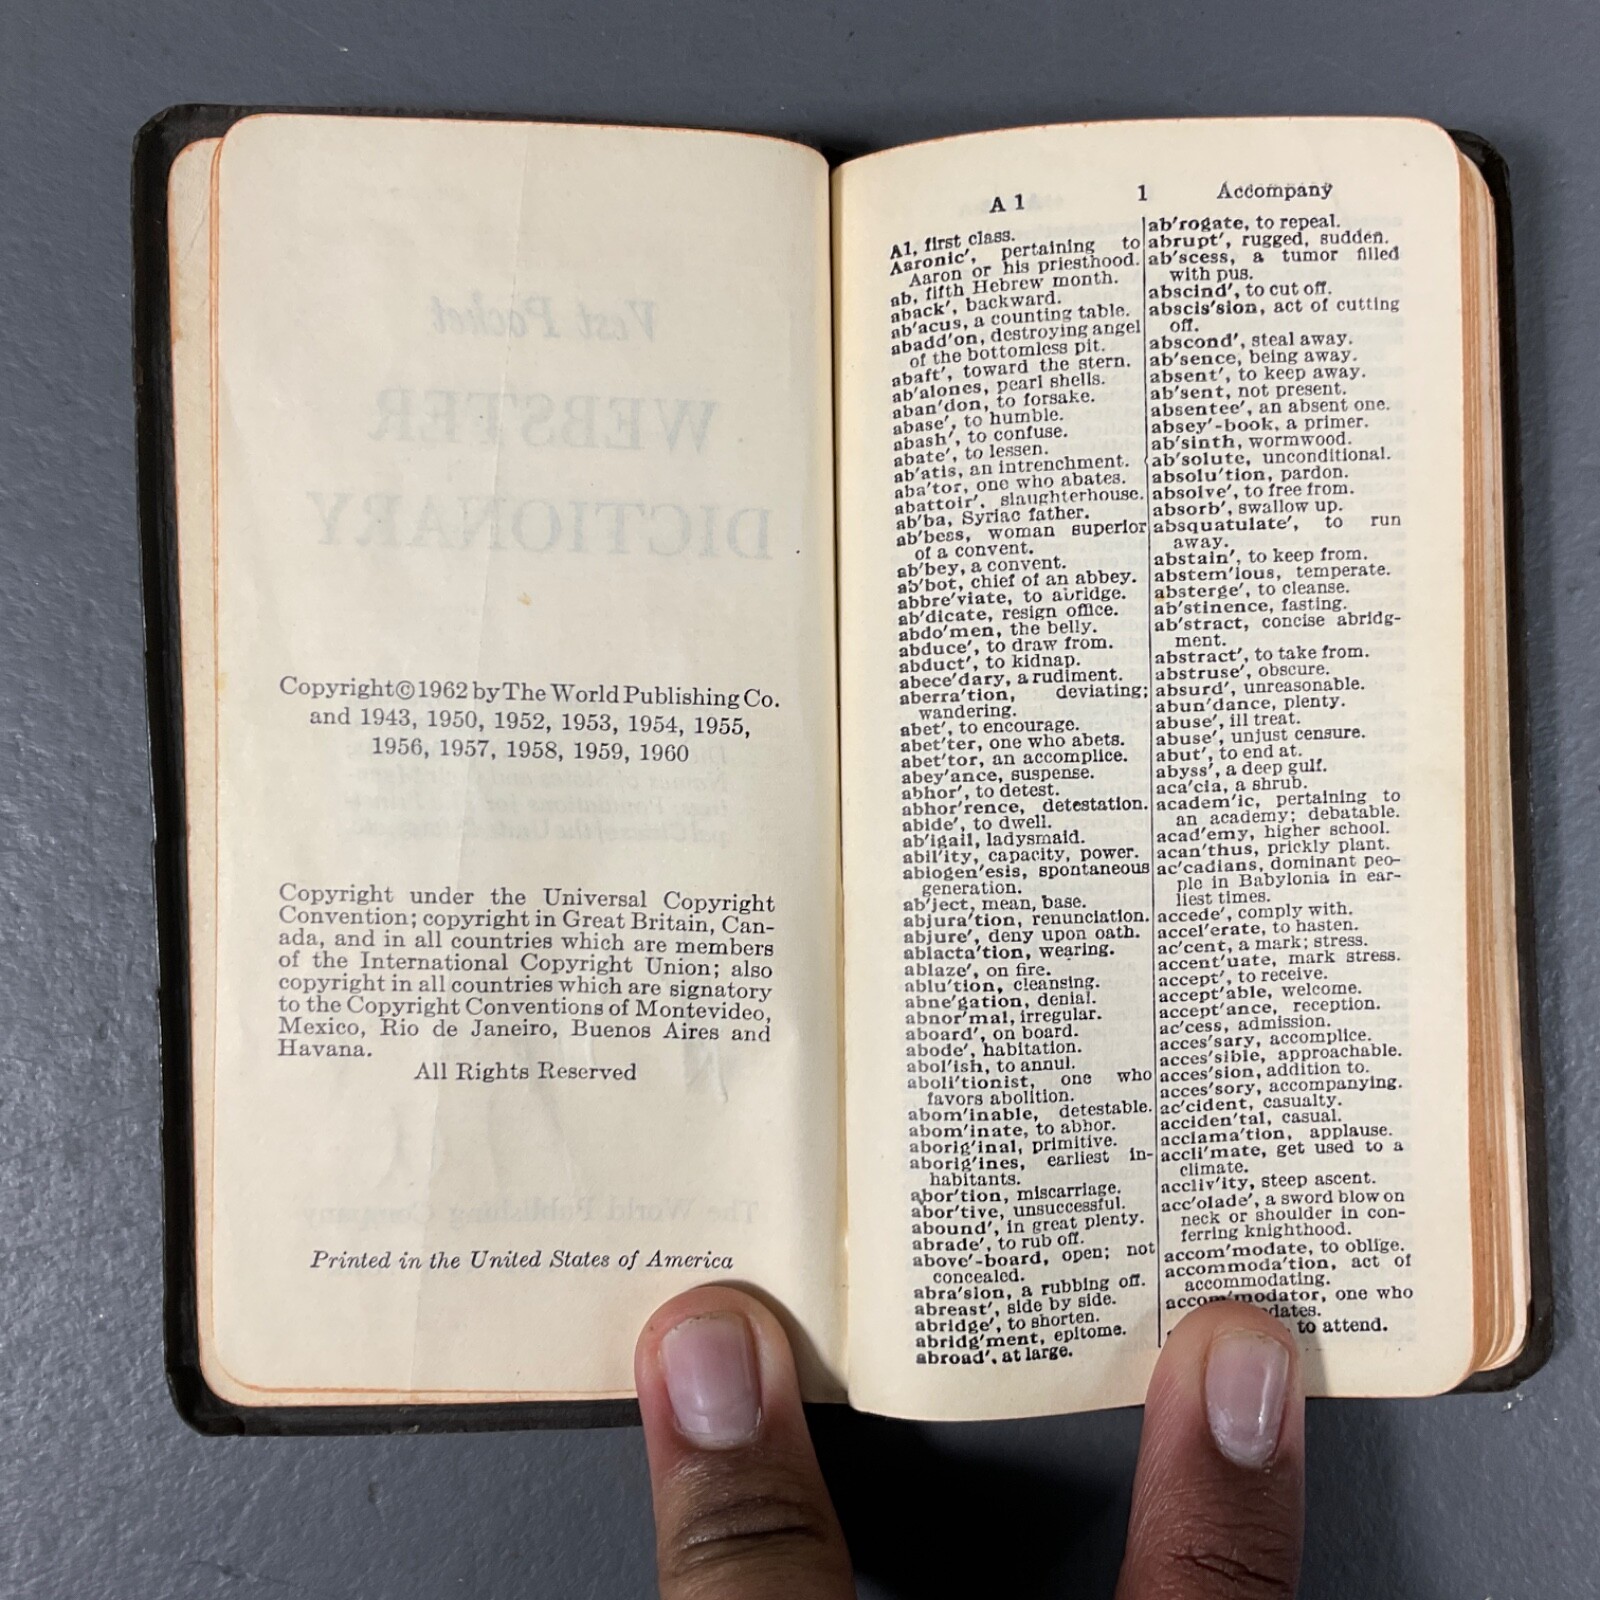 Vest Pocket
WEBSTER
DICTIONARY
Copyright©1962 by The World Publishing Co.
and 1943, 1950, 1952, 1953, 1954, 1955,
1956, 1957, 1958, 1959, 1960
Copyright under the Universal Copyright
Convention; copyright in Great Britain, Can-
ada, and in all countries which are members
of the International Copyright Union; also
copyright in all countries which are signatory
to the Copyright Conventions of Montevideo,
Mexico, Rio de Janeiro, Buenos Aires and
Havana.
All Rights Reserved
The World Publishing Company
Printed in the United States of America
A 1 1 Accompany
A1, first class.
Aaronic′, pertaining to
Aaron or his priesthood.
ab, fifth Hebrew month.
aback′, backward.
ab′acus, a counting table.
abadd′on, destroying angel
of the bottomless pit.
abaft′, toward the stern.
ab′alones, pearl shells.
aban′don, to forsake.
abase′, to humble.
abash′, to confuse.
abate′, to lessen.
ab′atis, an intrenchment.
aba′tor, one who abates.
abattoir′, slaughterhouse.
ab′ba, Syriac father.
ab′bess, woman superior
of a convent.
ab′bey, a convent.
ab′bot, chief of an abbey.
abbre′viate, to abridge.
ab′dicate, resign office.
abdo′men, the belly.
abduce′, to draw from.
abduct′, to kidnap.
abece′dary, a rudiment.
aberra′tion, deviating;
wandering.
abet′, to encourage.
abet′ter, one who abets.
abet′tor, an accomplice.
abey′ance, suspense.
abhor′, to detest.
abhor′rence, detestation.
abide′, to dwell.
ab′igail, ladysmaid.
abil′ity, capacity, power.
abiogen′esis, spontaneous
generation.
ab′ject, mean, base.
abjura′tion, renunciation.
abjure′, deny upon oath.
ablacta′tion, wearing.
ablaze′, on fire.
ablu′tion, cleansing.
abne′gation, denial.
abnor′mal, irregular.
aboard′, on board.
abode′, habitation.
abol′ish, to annul.
aboli′tionist, one who
favors abolition.
abom′inable, detestable.
abom′inate, to abhor.
aborig′inal, primitive.
aborig′ines, earliest in-
habitants.
abor′tion, miscarriage.
abor′tive, unsuccessful.
abound′, in great plenty.
abrade′, to rub off.
above′-board, open; not
concealed.
abra′sion, a rubbing off.
abreast′, side by side.
abridge′, to shorten.
abridg′ment, epitome.
abroad′, at large.
ab′rogate, to repeal.
abrupt′, rugged, sudden.
ab′scess, a tumor filled
with pus.
abscind′, to cut off.
abscis′sion, act of cutting
off.
abscond′, steal away.
ab′sence, being away.
absent′, to keep away.
ab′sent, not present.
absentee′, an absent one.
absey′-book, a primer.
ab′sinth, wormwood.
ab′solute, unconditional.
absolu′tion, pardon.
absolve′, to free from.
absorb′, swallow up.
absquatulate′, to run
away.
abstain′, to keep from.
abstem′ious, temperate.
absterge′, to cleanse.
ab′stinence, fasting.
ab′stract, concise abridg-
ment.
abstract′, to take from.
abstruse′, obscure.
absurd′, unreasonable.
abun′dance, plenty.
abuse′, ill treat.
abuse′, unjust censure.
abut′, to end at.
abyss′, a deep gulf.
aca′cia, a shrub.
academ′ic, pertaining to
an academy; debatable.
acad′emy, higher school.
acan′thus, prickly plant.
ac′cadians, dominant peo-
ple in Babylonia in ear-
liest times.
accede′, comply with.
accel′erate, to hasten.
ac′cent, a mark; stress.
accent′uate, mark stress.
accept′, to receive.
accept′able, welcome.
accept′ance, reception.
ac′cess, admission.
acces′sary, accomplice.
acces′sible, approachable.
acces′sion, addition to.
acces′sory, accompanying.
ac′cident, casualty.
acciden′tal, casual.
acclama′tion, applause.
accli′mate, get used to a
climate.
accliv′ity, steep ascent.
acc′olade′, a sword blow on
neck or shoulder in con-
ferring knighthood.
accom′modate, to oblige.
accommoda′tion, act of
accommodating.
accom′modator, one who
odates.
to attend.